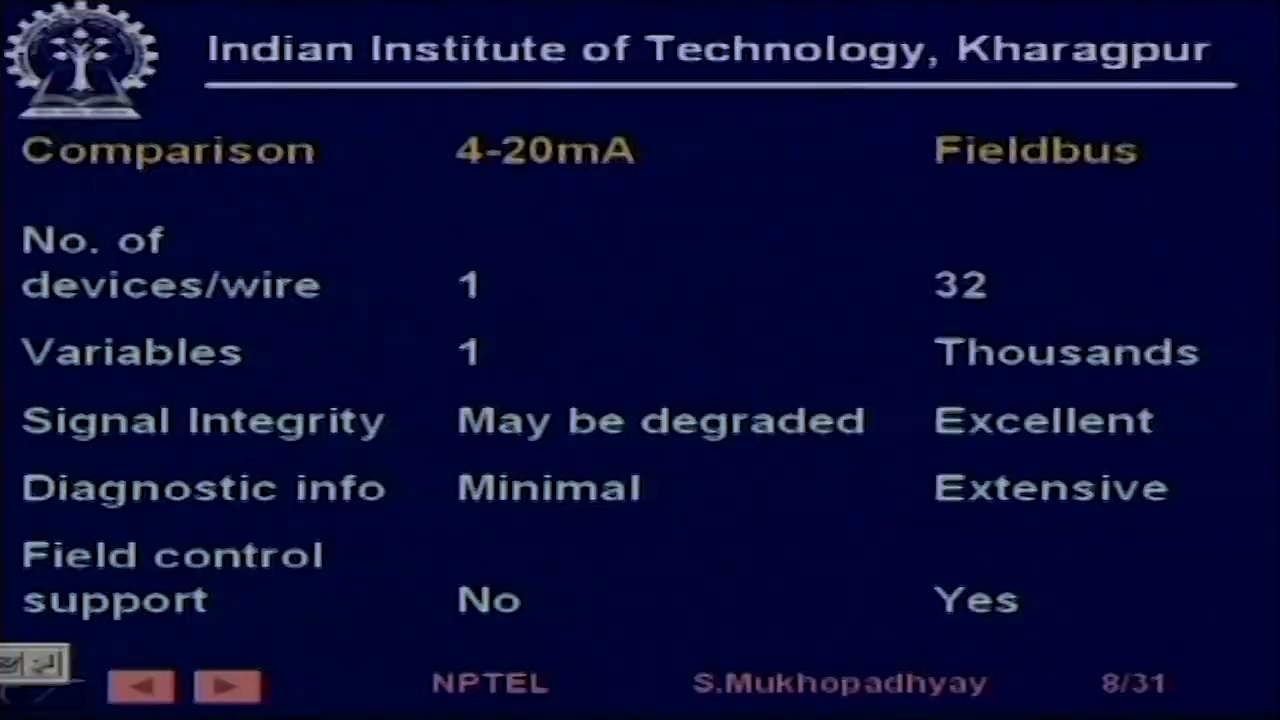 Indian Institute of Technology, Kharagpur
Comparison 4-20mA Fieldbus
No. of
devices/wire 1 32
Variables 1 Thousands
Signal Integrity May be degraded Excellent
Diagnostic info Minimal Extensive
Field control
support No Yes
NPTEL S.Mukhopadhyay 8/31